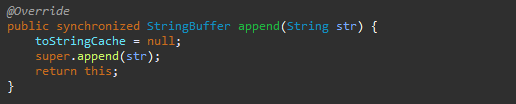 @Override
public synchronized StringBuffer append(String str) {
    toStringCache = null;
    super.append(str);
    return this;
}